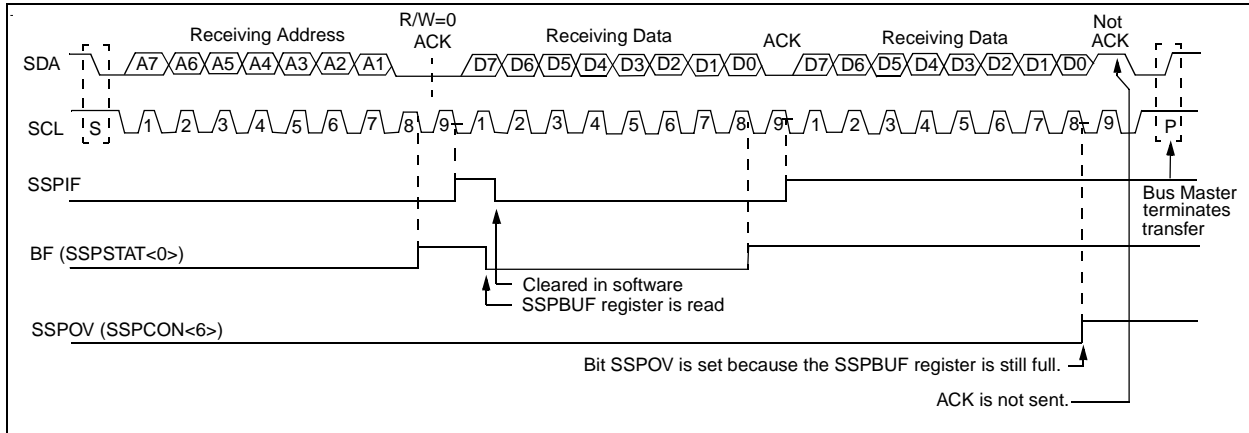 R/W=0
Receiving Address ACK Receiving Data ACK Receiving Data Not ACK
SDA A7 A6 A5 A4 A3 A2 A1 D7 D6 D5 D4 D3 D2 D1 D0 D7 D6 D5 D4 D3 D2 D1 D0
SCL S 1 2 3 4 5 6 7 8 9 1 2 3 4 5 6 7 8 9 1 2 3 4 5 6 7 8 9 P
SSPIF
Bus Master
terminates
transfer
BF (SSPSTAT<0>)
Cleared in software
SSPBUF register is read
SSPOV (SSPCON<6>)
Bit SSPOV is set because the SSPBUF register is still full.
ACK is not sent.